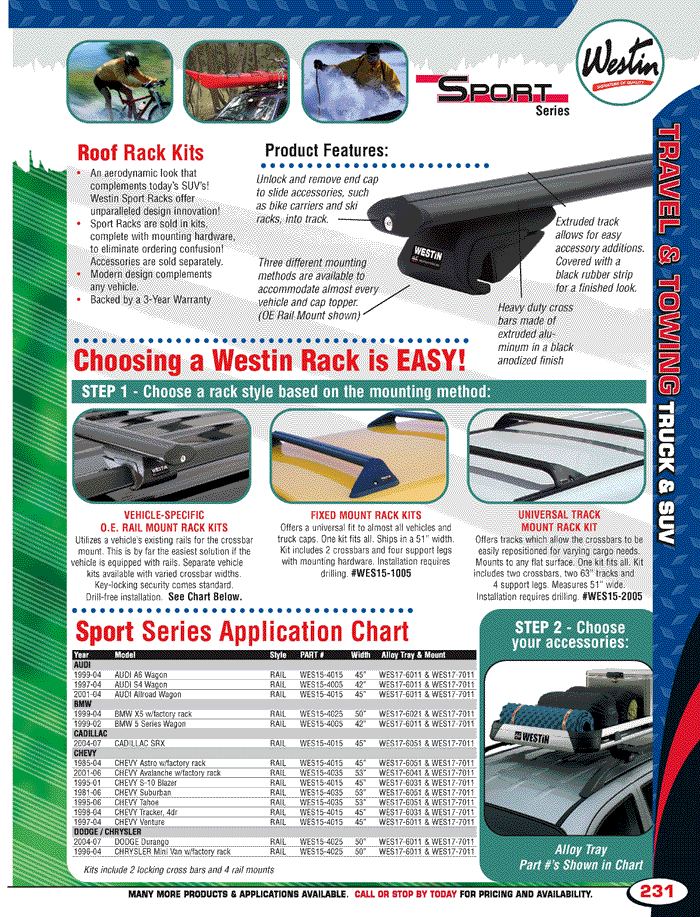 Westin
SIGNATURE OF QUALITY
SPORT
Series
Roof Rack Kits
• An aerodynamic look that
complements today's SUV's!
Westin Sport Racks offer
unparalleled design innovation!
• Sport Racks are sold in kits,
complete with mounting hardware,
to eliminate ordering confusion!
Accessories are sold separately.
• Modern design complements
any vehicle.
• Backed by a 3-Year Warranty
Product Features:
Unlock and remove end cap
to slide accessories, such
as bike carriers and ski
racks, into track.
Three different mounting
methods are available to
accommodate almost every
vehicle and cap topper.
(OE Rail Mount shown)
WESTIN
Extruded track
allows for easy
accessory additions.
Covered with a
black rubber strip
for a finished look.
Heavy duty cross
bars made of
extruded alu-
minum in a black
anodized finish
TRAVEL & TOWING TRUCK & SUV
Choosing a Westin Rack is EASY!
STEP 1 - Choose a rack style based on the mounting method:
WESTIN
VEHICLE-SPECIFIC
O.E. RAIL MOUNT RACK KITS
Utilizes a vehicle's existing rails for the crossbar
mount. This is by far the easiest solution if the
vehicle is equipped with rails. Separate vehicle
kits available with varied crossbar widths.
Key-locking security comes standard.
Drill-free installation. See Chart Below.
FIXED MOUNT RACK KITS
Offers a universal fit to almost all vehicles and
truck caps. One kit fits all. Ships in a 51" width.
Kit includes 2 crossbars and four support legs
with mounting hardware. Installation requires
drilling. #WES15-1005
UNIVERSAL TRACK
MOUNT RACK KIT
Offers tracks which allow the crossbars to be
easily repositioned for varying cargo needs.
Mounts to any flat surface. One kit fits all. Kit
includes two crossbars, two 63" tracks and
4 support legs. Measures 51" wide.
Installation requires drilling. #WES15-2005
Sport Series Application Chart
Year Model Style PART # Width Alloy Tray & Mount
AUDI
1999-04 AUDI A6 Wagon RAIL WES15-4015 45" WES17-6011 & WES17-7011
1997-04 AUDI S4 Wagon RAIL WES15-4005 42" WES17-6011 & WES17-7011
2001-04 AUDI Allroad Wagon RAIL WES15-4015 45" WES17-6011 & WES17-7011
BMW
1999-04 BMW X5 w/factory rack RAIL WES15-4025 50" WES17-6021 & WES17-7011
1999-02 BMW 5 Series Wagon RAIL WES15-4005 42" WES17-6011 & WES17-7011
CADILLAC
2004-07 CADILLAC SRX RAIL WES15-4015 45" WES17-6051 & WES17-7011
CHEVY
1985-04 CHEVY Astro w/factory rack RAIL WES15-4015 45" WES17-6051 & WES17-7011
2001-06 CHEVY Avalanche w/factory rack RAIL WES15-4035 53" WES17-6041 & WES17-7011
1995-01 CHEVY S-10 Blazer RAIL WES15-4015 45" WES17-6031 & WES17-7011
1981-06 CHEVY Suburban RAIL WES15-4035 53" WES17-6051 & WES17-7011
1995-06 CHEVY Tahoe RAIL WES15-4035 53" WES17-6051 & WES17-7011
1998-04 CHEVY Tracker, 4dr RAIL WES15-4015 45" WES17-6031 & WES17-7011
1997-04 CHEVY Venture RAIL WES15-4015 45" WES17-6011 & WES17-7011
DODGE / CHRYSLER
2004-07 DODGE Durango RAIL WES15-4025 50" WES17-6011 & WES17-7011
1996-04 CHRYSLER Mini Van w/factory rack RAIL WES15-4025 50" WES17-6011 & WES17-7011
Kits include 2 locking cross bars and 4 rail mounts
STEP 2 - Choose
your accessories:
WESTIN
Alloy Tray
Part #'s Shown in Chart
MANY MORE PRODUCTS & APPLICATIONS AVAILABLE. CALL OR STOP BY TODAY FOR PRICING AND AVAILABILITY.
231